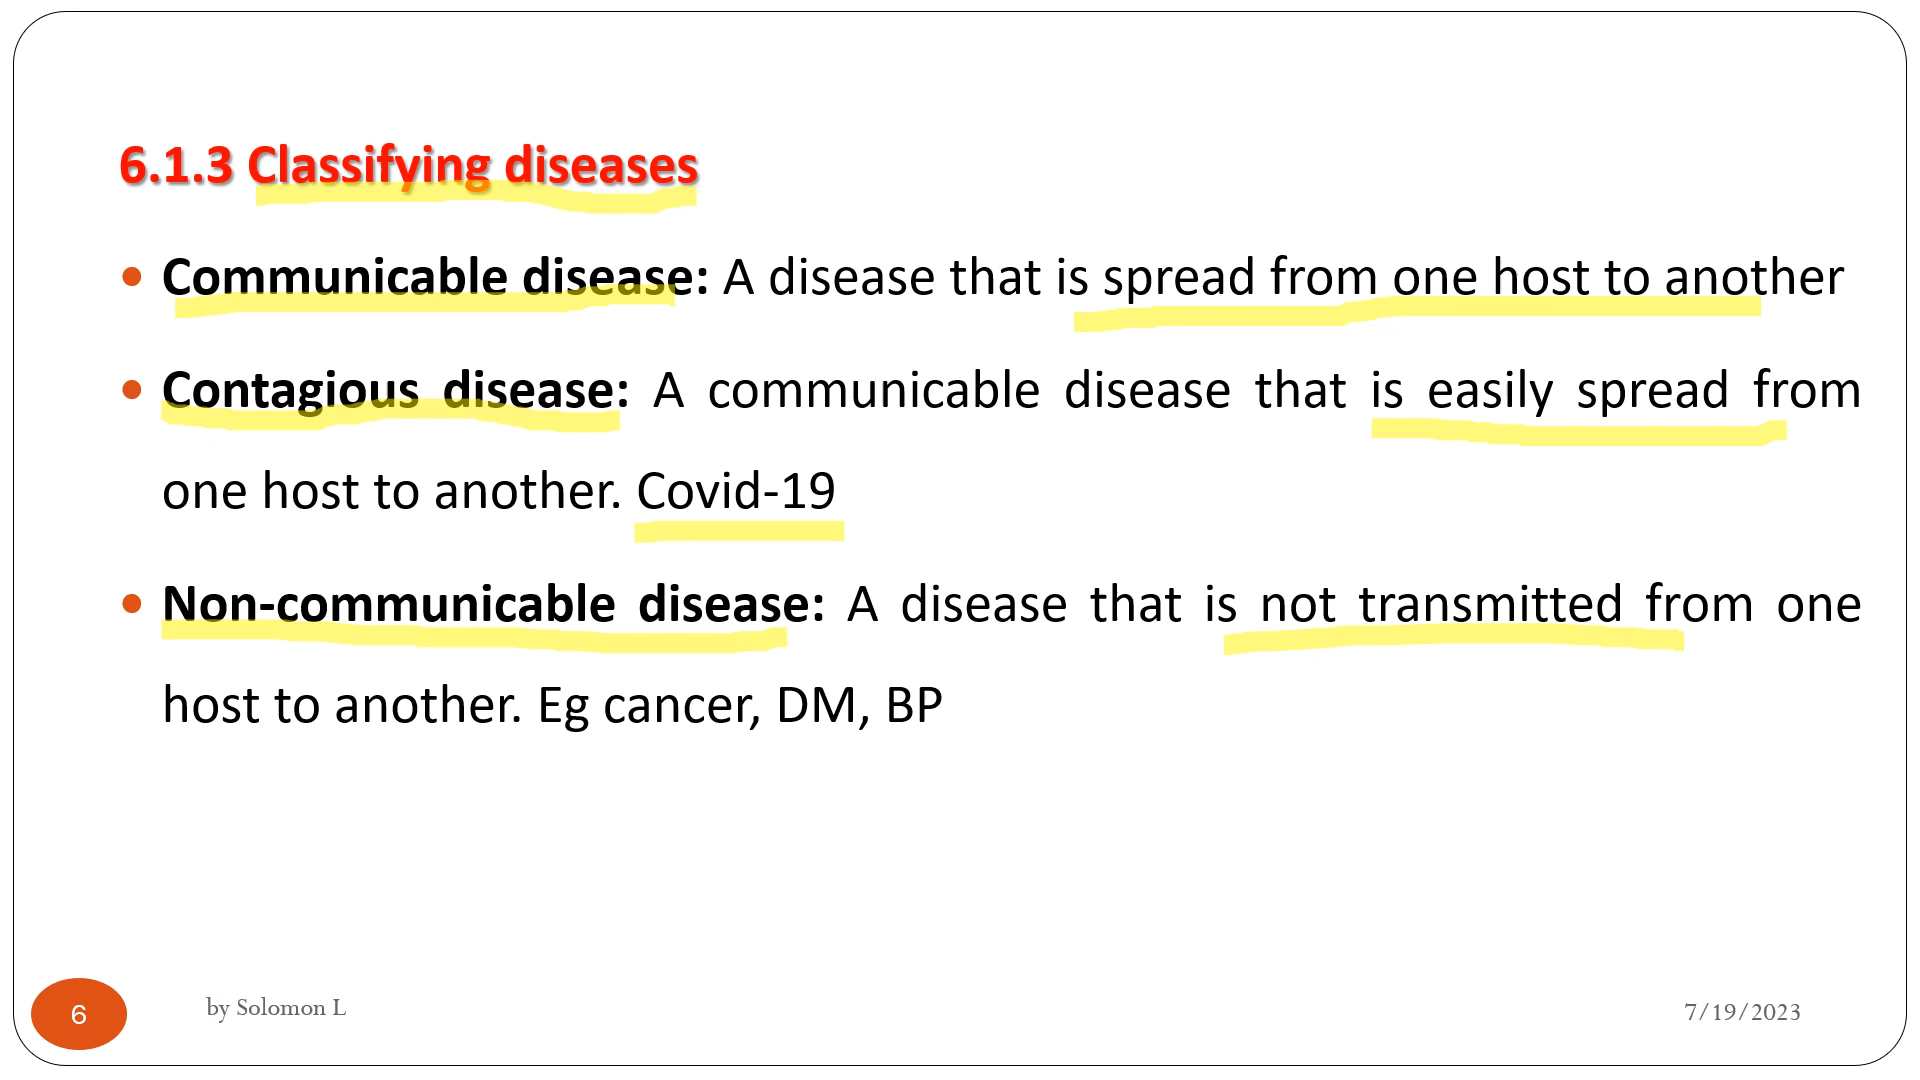 6.1.3 Classifying diseases
• Communicable disease: A disease that is spread from one host to another
• Contagious disease: A communicable disease that is easily spread from
one host to another. Covid-19
• Non-communicable disease: A disease that is not transmitted from one
host to another. Eg cancer, DM, BP
6
by Solomon L
7/19/2023